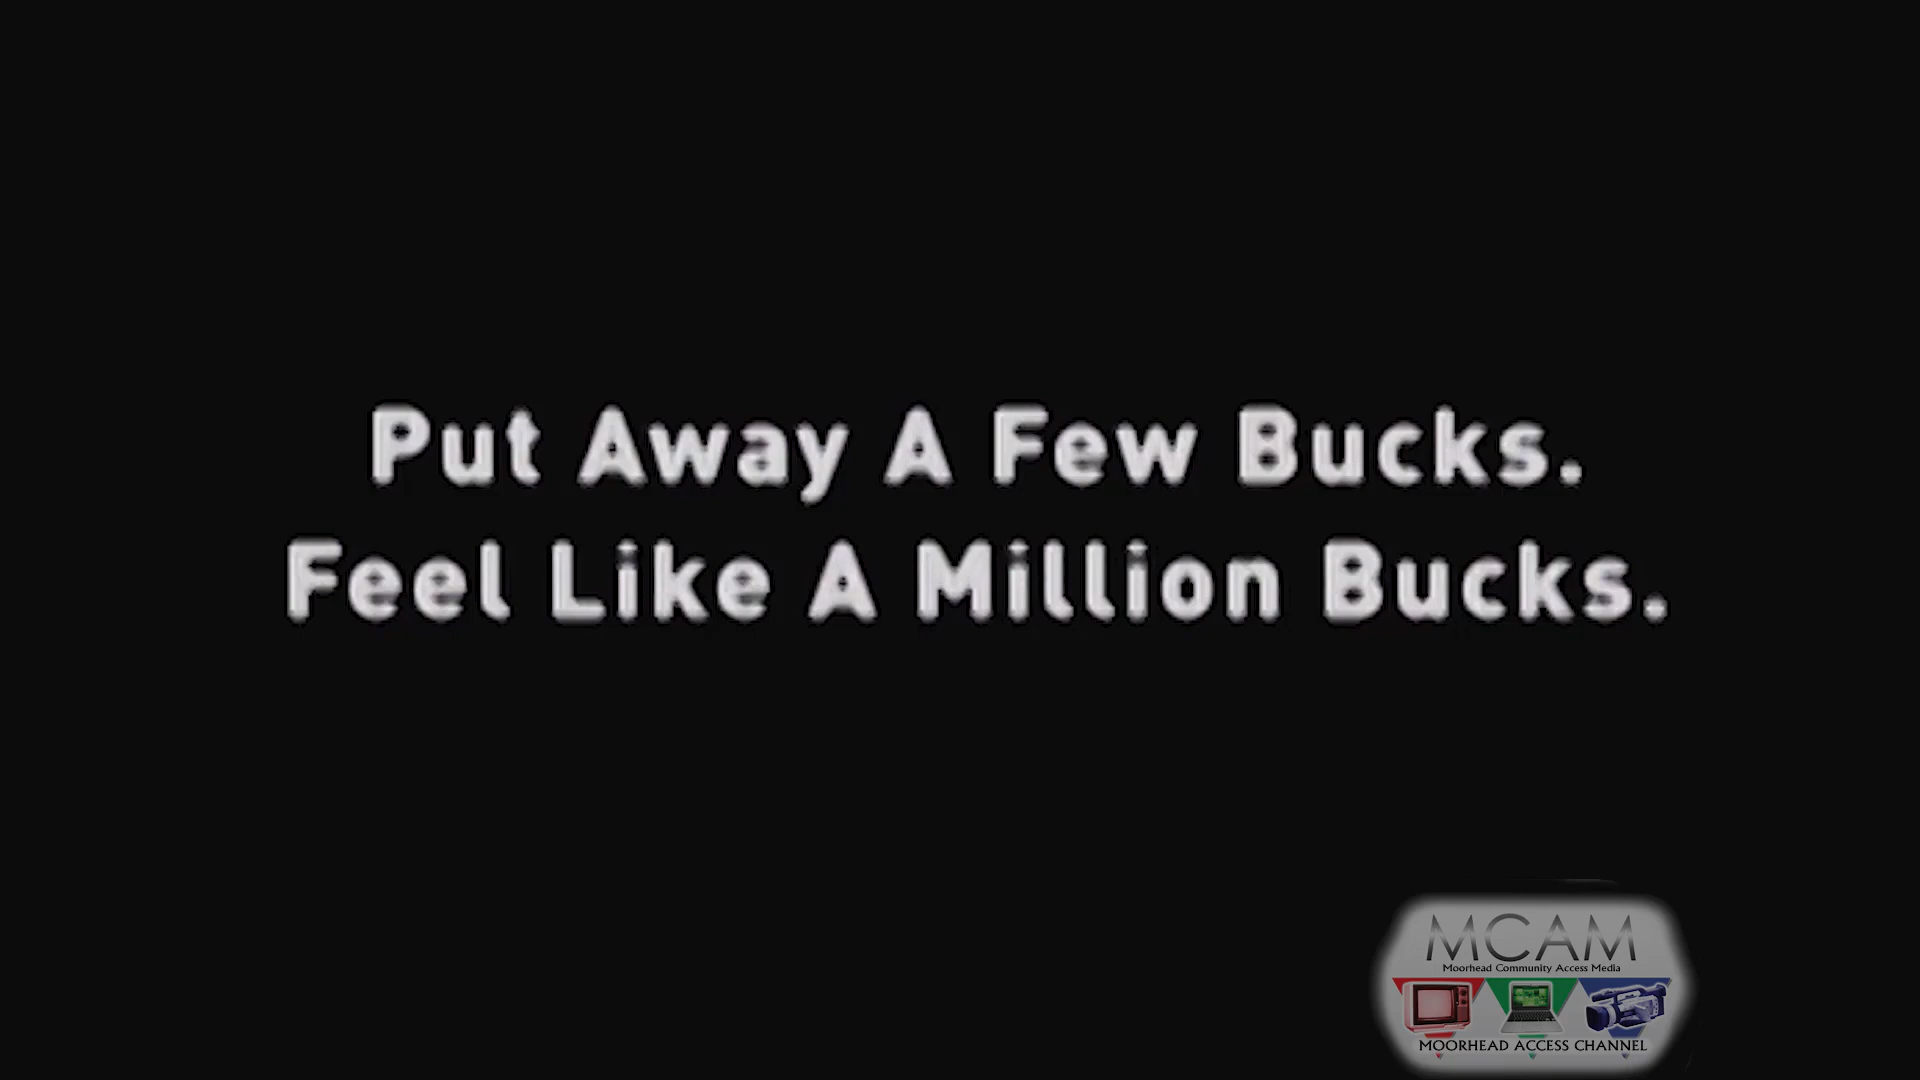 Put Away A Few Bucks.
Feel Like A Million Bucks.
MCAM
Moorhead Community Access Media
MOORHEAD ACCESS CHANNEL